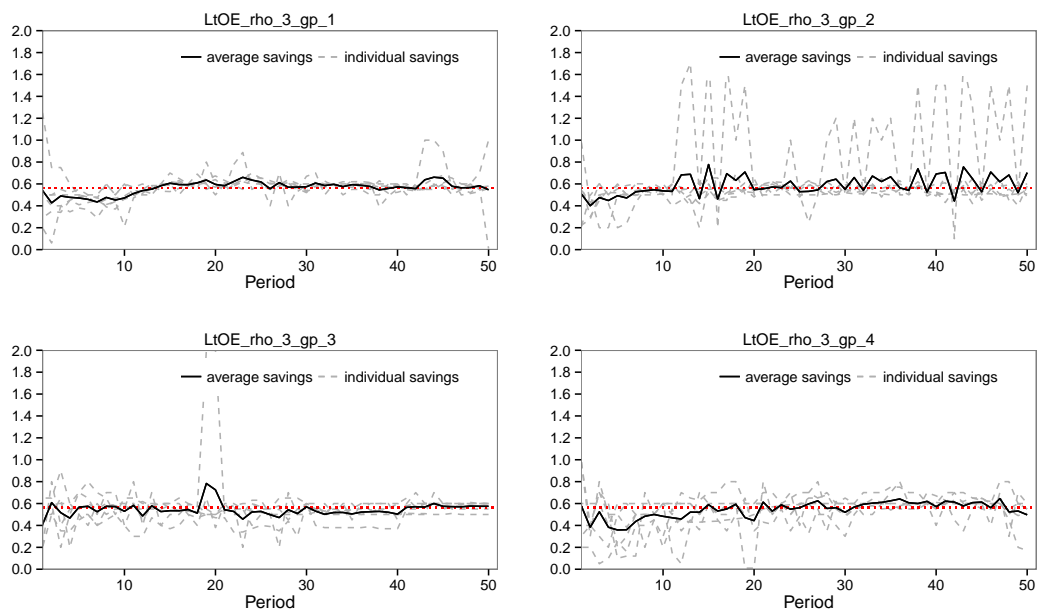 LtOE_rho_3_gp_1
2.0
average savings individual savings
1.8
1.6
1.4
1.2
1.0
0.8
0.6
0.4
0.2
0.0
10 20 30 40 50
Period
LtOE_rho_3_gp_2
2.0
average savings individual savings
1.8
1.6
1.4
1.2
1.0
0.8
0.6
0.4
0.2
0.0
10 20 30 40 50
Period
LtOE_rho_3_gp_3
2.0
average savings individual savings
1.8
1.6
1.4
1.2
1.0
0.8
0.6
0.4
0.2
0.0
10 20 30 40 50
Period
LtOE_rho_3_gp_4
2.0
average savings individual savings
1.8
1.6
1.4
1.2
1.0
0.8
0.6
0.4
0.2
0.0
10 20 30 40 50
Period